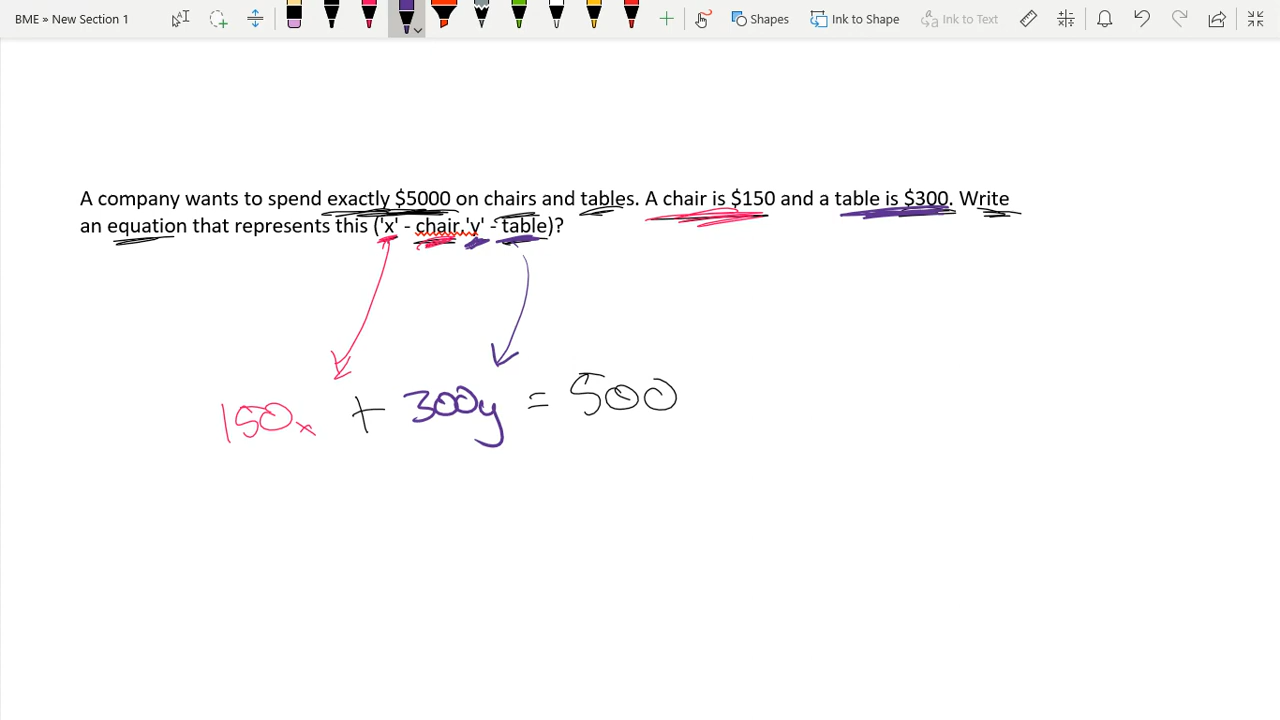 BME » New Section 1 Shapes Ink to Shape Ink to Text
A company wants to spend exactly $5000 on chairs and tables. A chair is $150 and a table is $300. Write
an equation that represents this ('x' - chair, 'y' - table)?
150x + 300y = 500